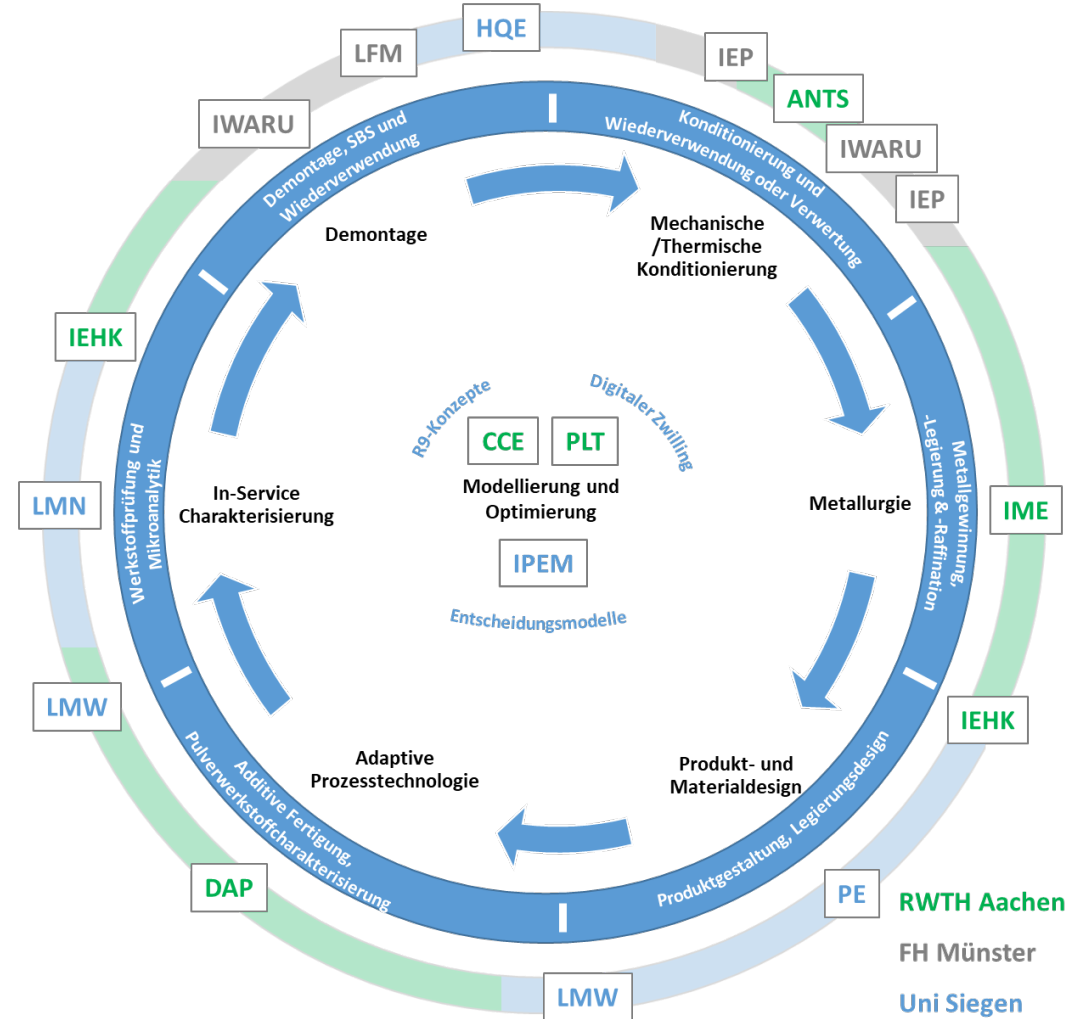 HQE
LFM
IEP
ANTS
IWARU
IWARU
IEP
Demontage, SBS und
Wiederverwendung
Konditionierung und
Wiederverwendung oder Verwertung
Demontage
Mechanische
/Thermische
Konditionierung
IEHK
R9-Konzepte
Digitaler Zwilling
CCE
PLT
Modellierung und
Optimierung
IPEM
Entscheidungsmodelle
Werkstoffprüfung und
Mikroanalytik
LMN
In-Service
Charakterisierung
Metallurgie
Metallgewinnung,
-Legierung & -Raffination
IME
LMW
IEHK
Adaptive
Prozesstechnologie
Produkt- und
Materialdesign
Additive Fertigung,
Pulverwerkstoffcharakterisierung
Produktgestaltung, Legierungsdesign
DAP
PE
LMW
RWTH Aachen
FH Münster
Uni Siegen